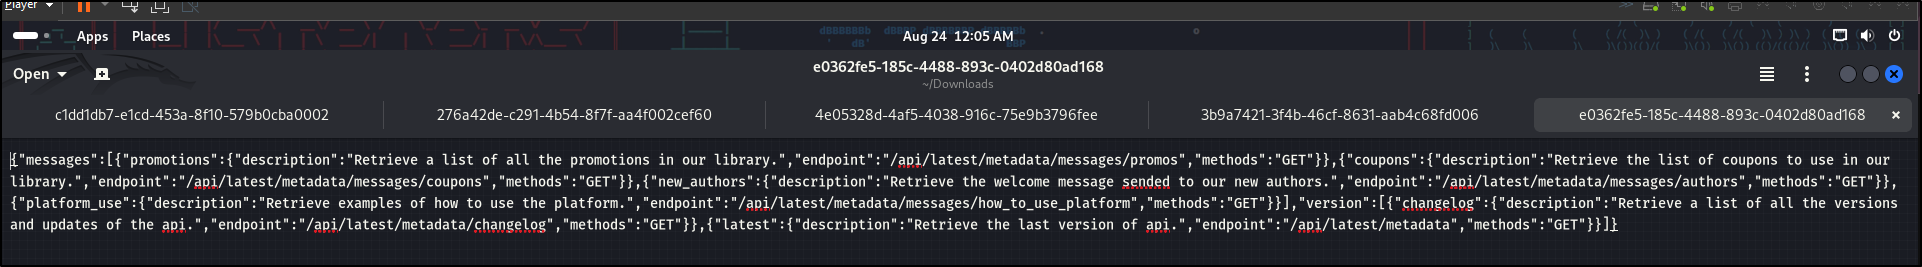 Player
Apps Places Aug 24 12:05 AM
Open e0362fe5-185c-4488-893c-0402d80ad168
~/Downloads
c1dd1db7-e1cd-453a-8f10-579b0cba0002 276a42de-c291-4b54-8f7f-aa4f002cef60 4e05328d-4af5-4038-916c-75e9b3796fee 3b9a7421-3f4b-46cf-8631-aab4c68fd006 e0362fe5-185c-4488-893c-0402d80ad168
{"messages":[{"promotions":{"description":"Retrieve a list of all the promotions in our library.","endpoint":"/api/latest/metadata/messages/promos","methods":"GET"}},{"coupons":{"description":"Retrieve the list of coupons to use in our
library.","endpoint":"/api/latest/metadata/messages/coupons","methods":"GET"}},{"new_authors":{"description":"Retrieve the welcome message sended to our new authors.","endpoint":"/api/latest/metadata/messages/authors","methods":"GET"}},
{"platform_use":{"description":"Retrieve examples of how to use the platform.","endpoint":"/api/latest/metadata/messages/how_to_use_platform","methods":"GET"}}],"version":[{"changelog":{"description":"Retrieve a list of all the versions
and updates of the api.","endpoint":"/api/latest/metadata/changelog","methods":"GET"}},{"latest":{"description":"Retrieve the last version of api.","endpoint":"/api/latest/metadata","methods":"GET"}}]}